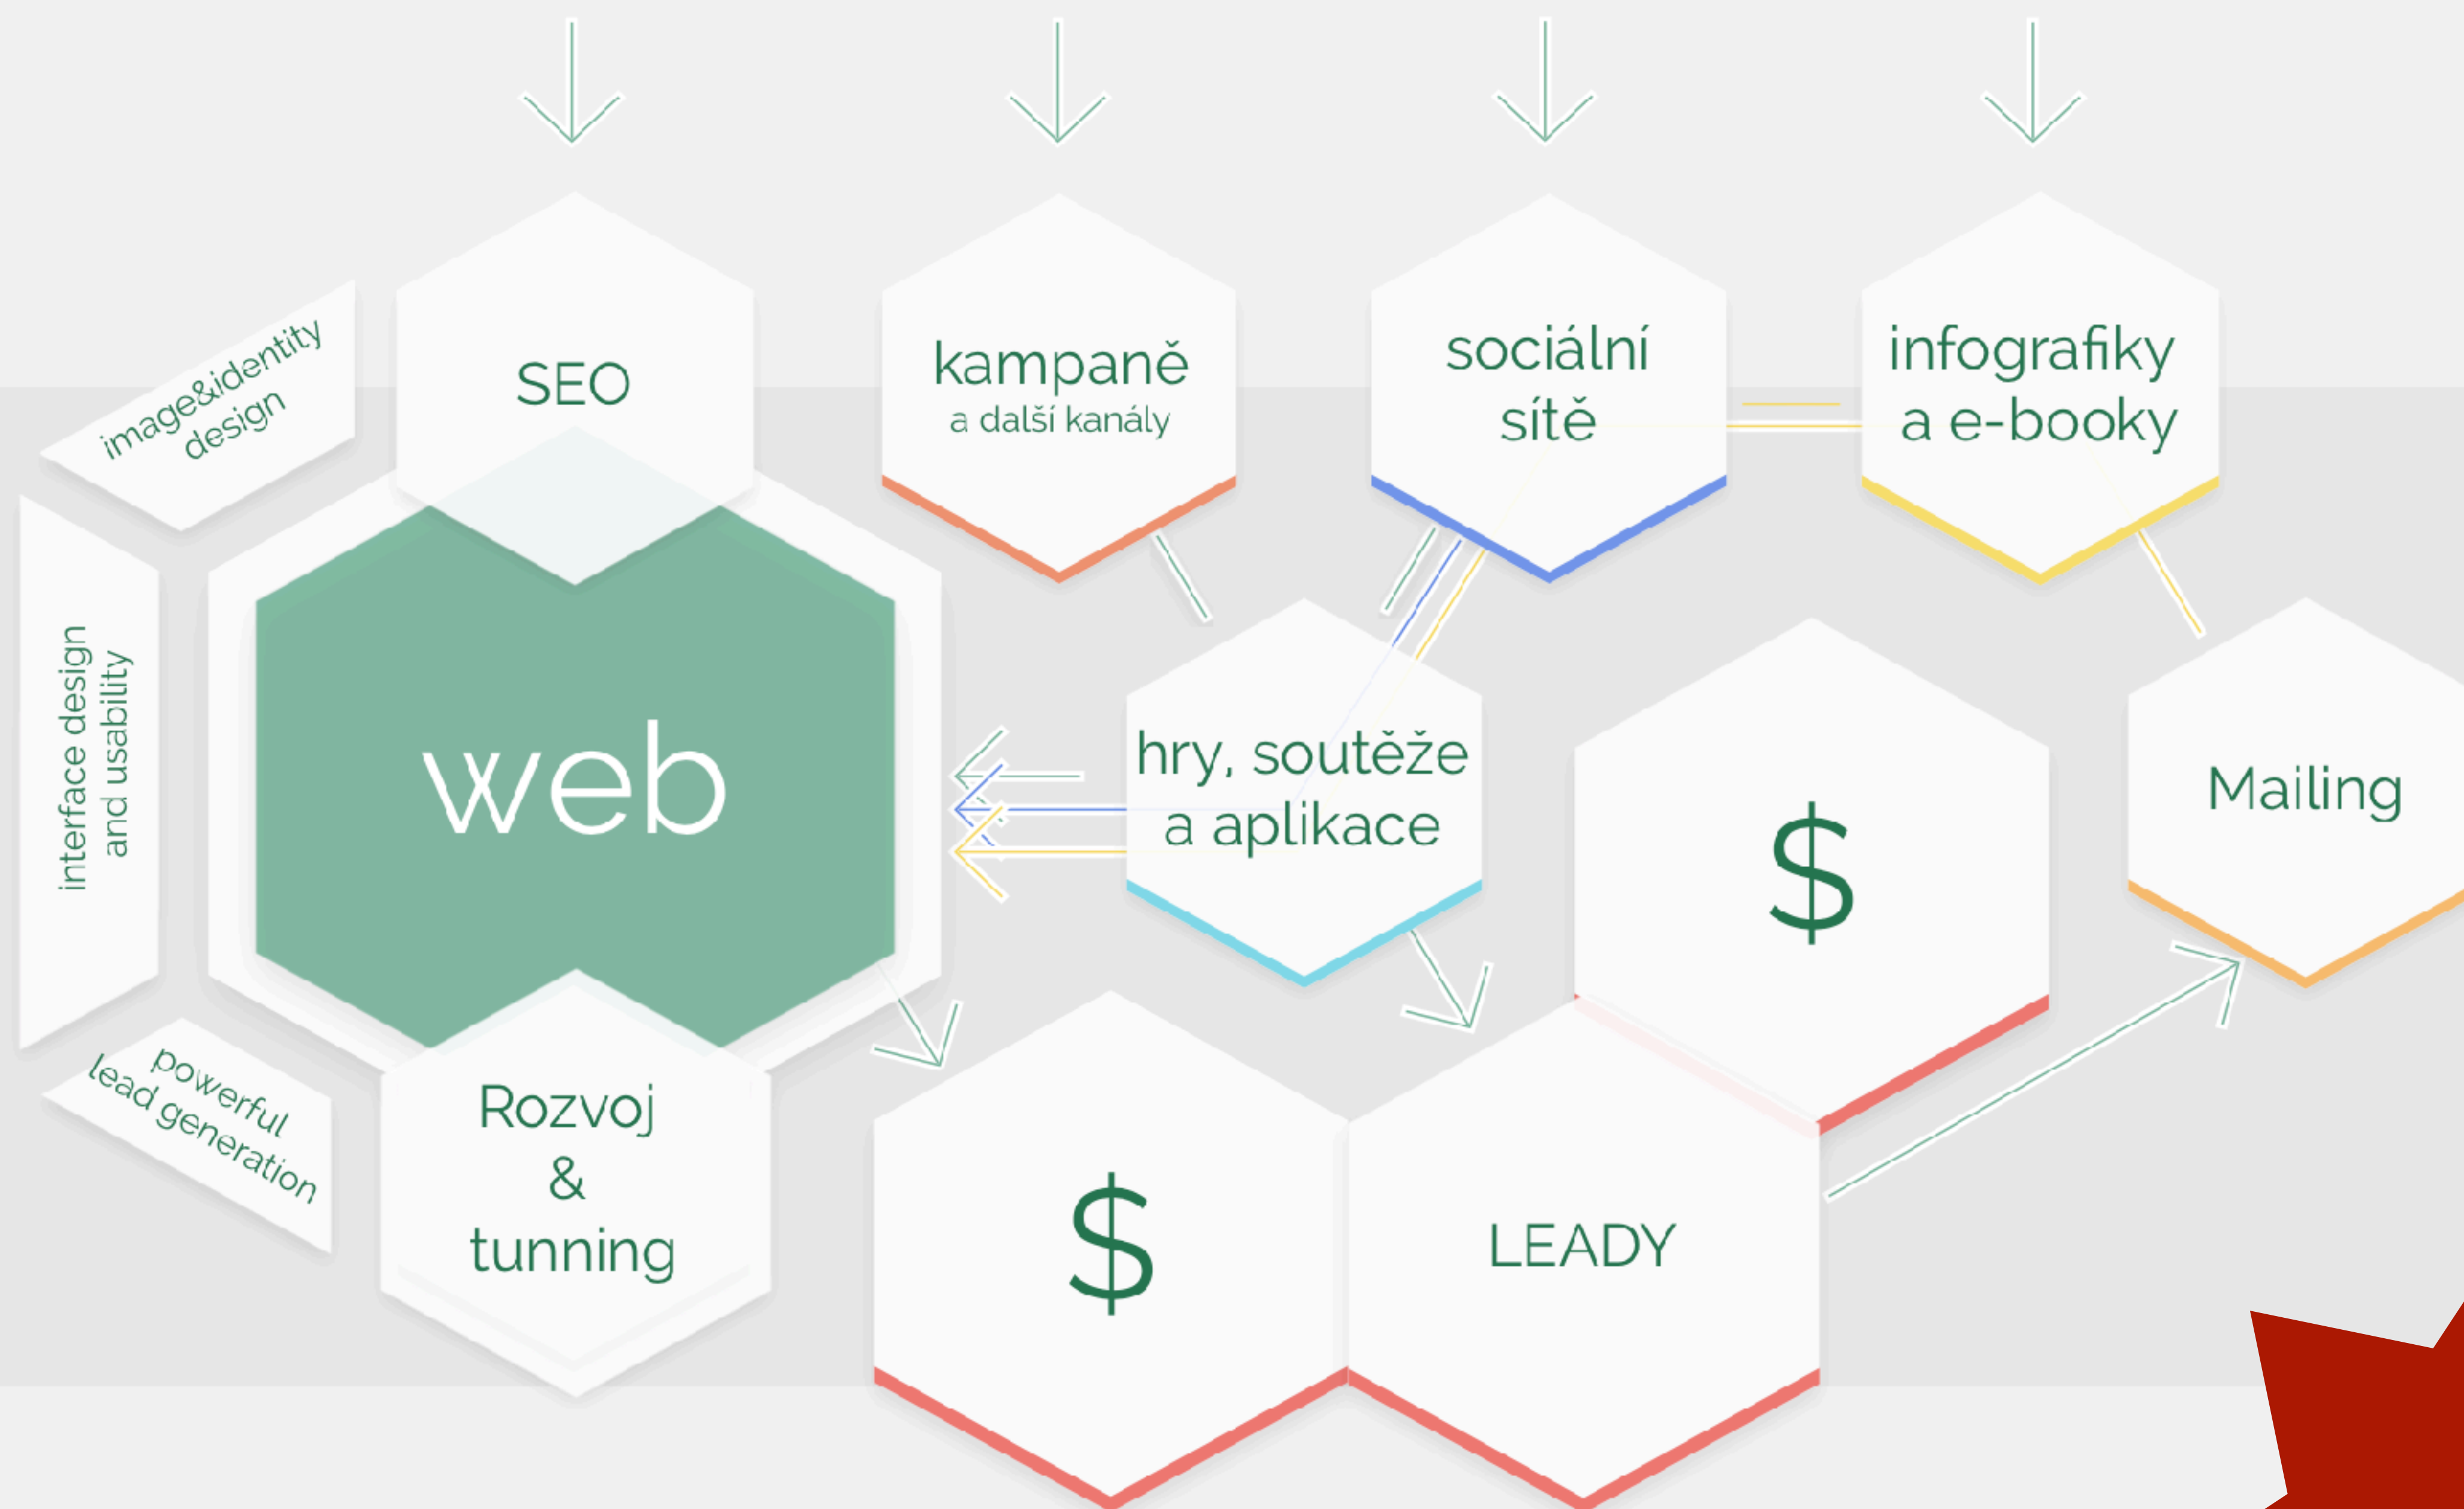 SEO
kampaně
a další kanály
sociální
sítě
infografiky
a e-booky
image&identity
design
interface design
and usability
powerful
lead generation
web
hry, soutěže
a aplikace
$
Mailing
Rozvoj
&
tunning
$
LEADY